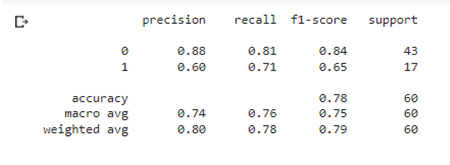 precision recall f1-score support
0 0.88 0.81 0.84 43
1 0.60 0.71 0.65 17
accuracy 0.78 60
macro avg 0.74 0.76 0.75 60
weighted avg 0.80 0.78 0.79 60